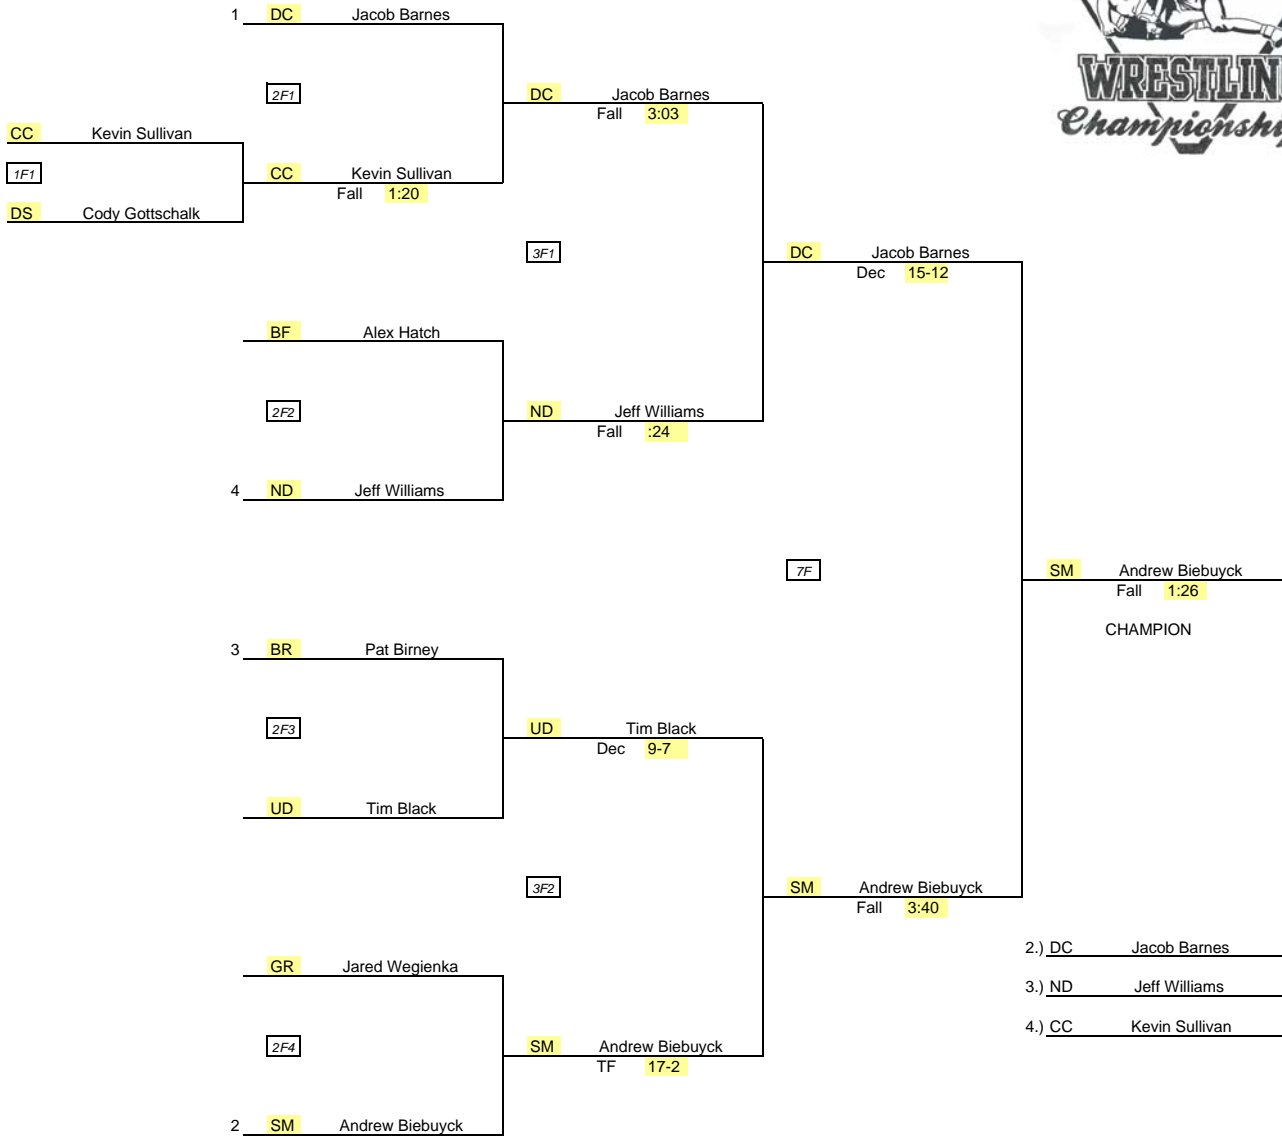 1 DC Jacob Barnes
WRESTLIN
Championshi
2F1
DC Jacob Barnes
Fall 3:03
CC Kevin Sullivan
1F1
CC Kevin Sullivan
Fall 1:20
DS Cody Gottschalk
3F1
DC Jacob Barnes
Dec 15-12
BF Alex Hatch
2F2
ND Jeff Williams
Fall :24
4 ND Jeff Williams
7F
SM Andrew Biebuyck
Fall 1:26
CHAMPION
3 BR Pat Birney
2F3
UD Tim Black
Dec 9-7
UD Tim Black
3F2
SM Andrew Biebuyck
Fall 3:40
2.) DC Jacob Barnes
GR Jared Wegienka
3.) ND Jeff Williams
4.) CC Kevin Sullivan
2F4
SM Andrew Biebuyck
TF 17-2
2 SM Andrew Biebuyck